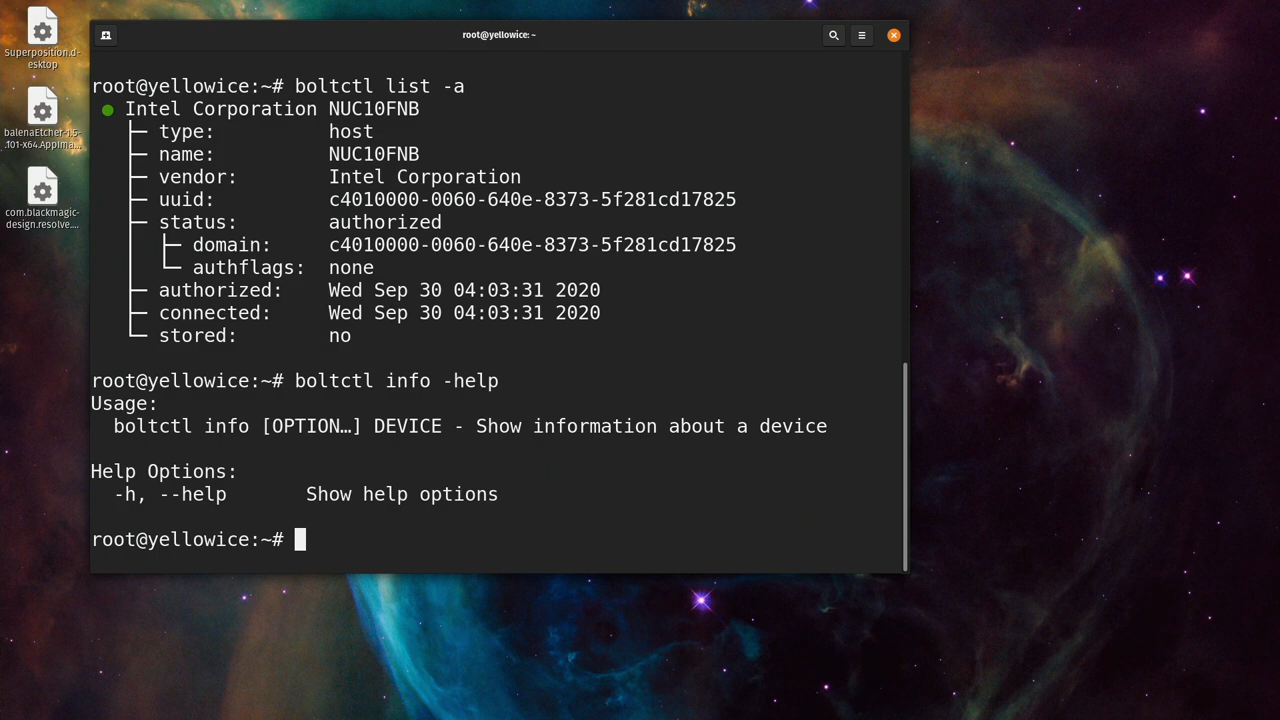 root@yellowice: ~
Superposition.d-
esktop
balenaEtcher-1.5-
.101-x64.AppIma...
com.blackmagic-
design.resolve....
root@yellowice:~# boltctl list -a
● Intel Corporation NUC10FNB
├─ type: host
├─ name: NUC10FNB
├─ vendor: Intel Corporation
├─ uuid: c4010000-0060-640e-8373-5f281cd17825
├─ status: authorized
│ ├─ domain: c4010000-0060-640e-8373-5f281cd17825
│ └─ authflags: none
├─ authorized: Wed Sep 30 04:03:31 2020
├─ connected: Wed Sep 30 04:03:31 2020
└─ stored: no
root@yellowice:~# boltctl info -help
Usage:
boltctl info [OPTION…] DEVICE - Show information about a device
Help Options:
-h, --help Show help options
root@yellowice:~#